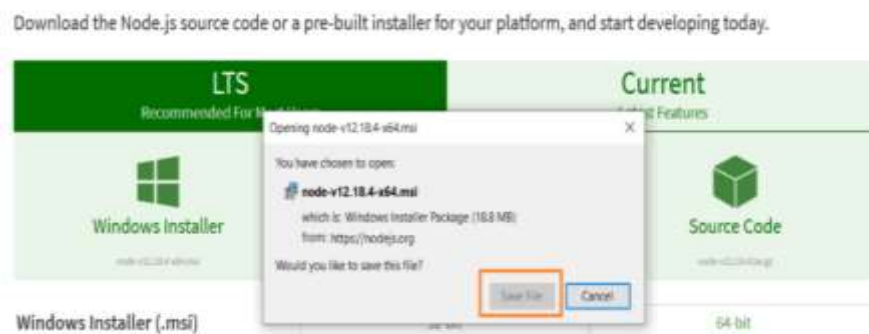 Download the Node.js source code or a pre-built installer for your platform, and start developing today.
LTS
Recommended For
Current
Features
Opening node-v12.18.4-x64.msi
You have chosen to open:
node-v12.18.4-x64.msi
which is: Windows Installer Package (18.8 MB)
from: https://nodejs.org
Would you like to save this file?
Save File
Cancel
Windows Installer
Source Code
Windows Installer (.msi)
64-bit